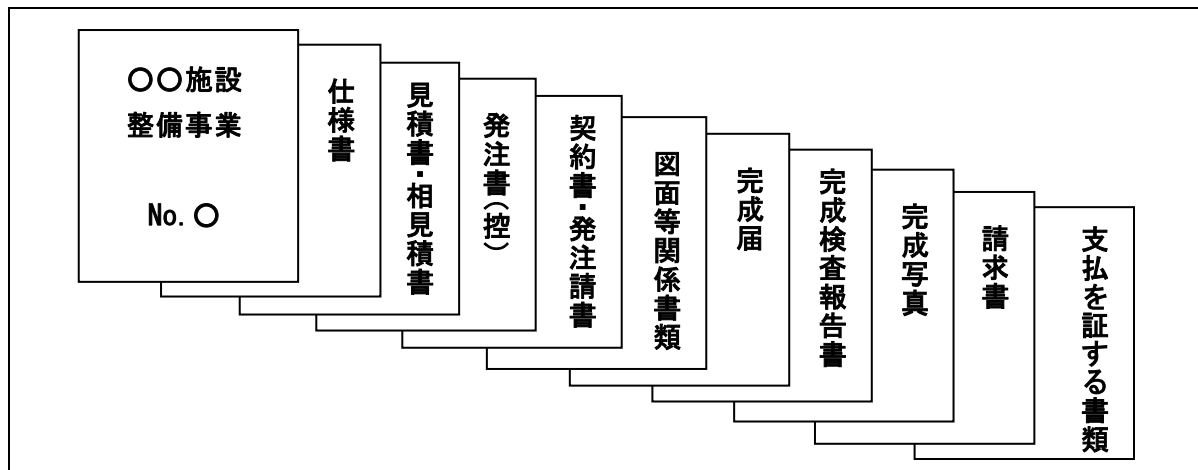 〇〇施設
整備事業
No. 〇
仕様書
見積書・相見積書
発注書(控)
契約書・発注請書
図面等関係書類
完成届
完成検査報告書
完成写真
請求書
支払を証する書類